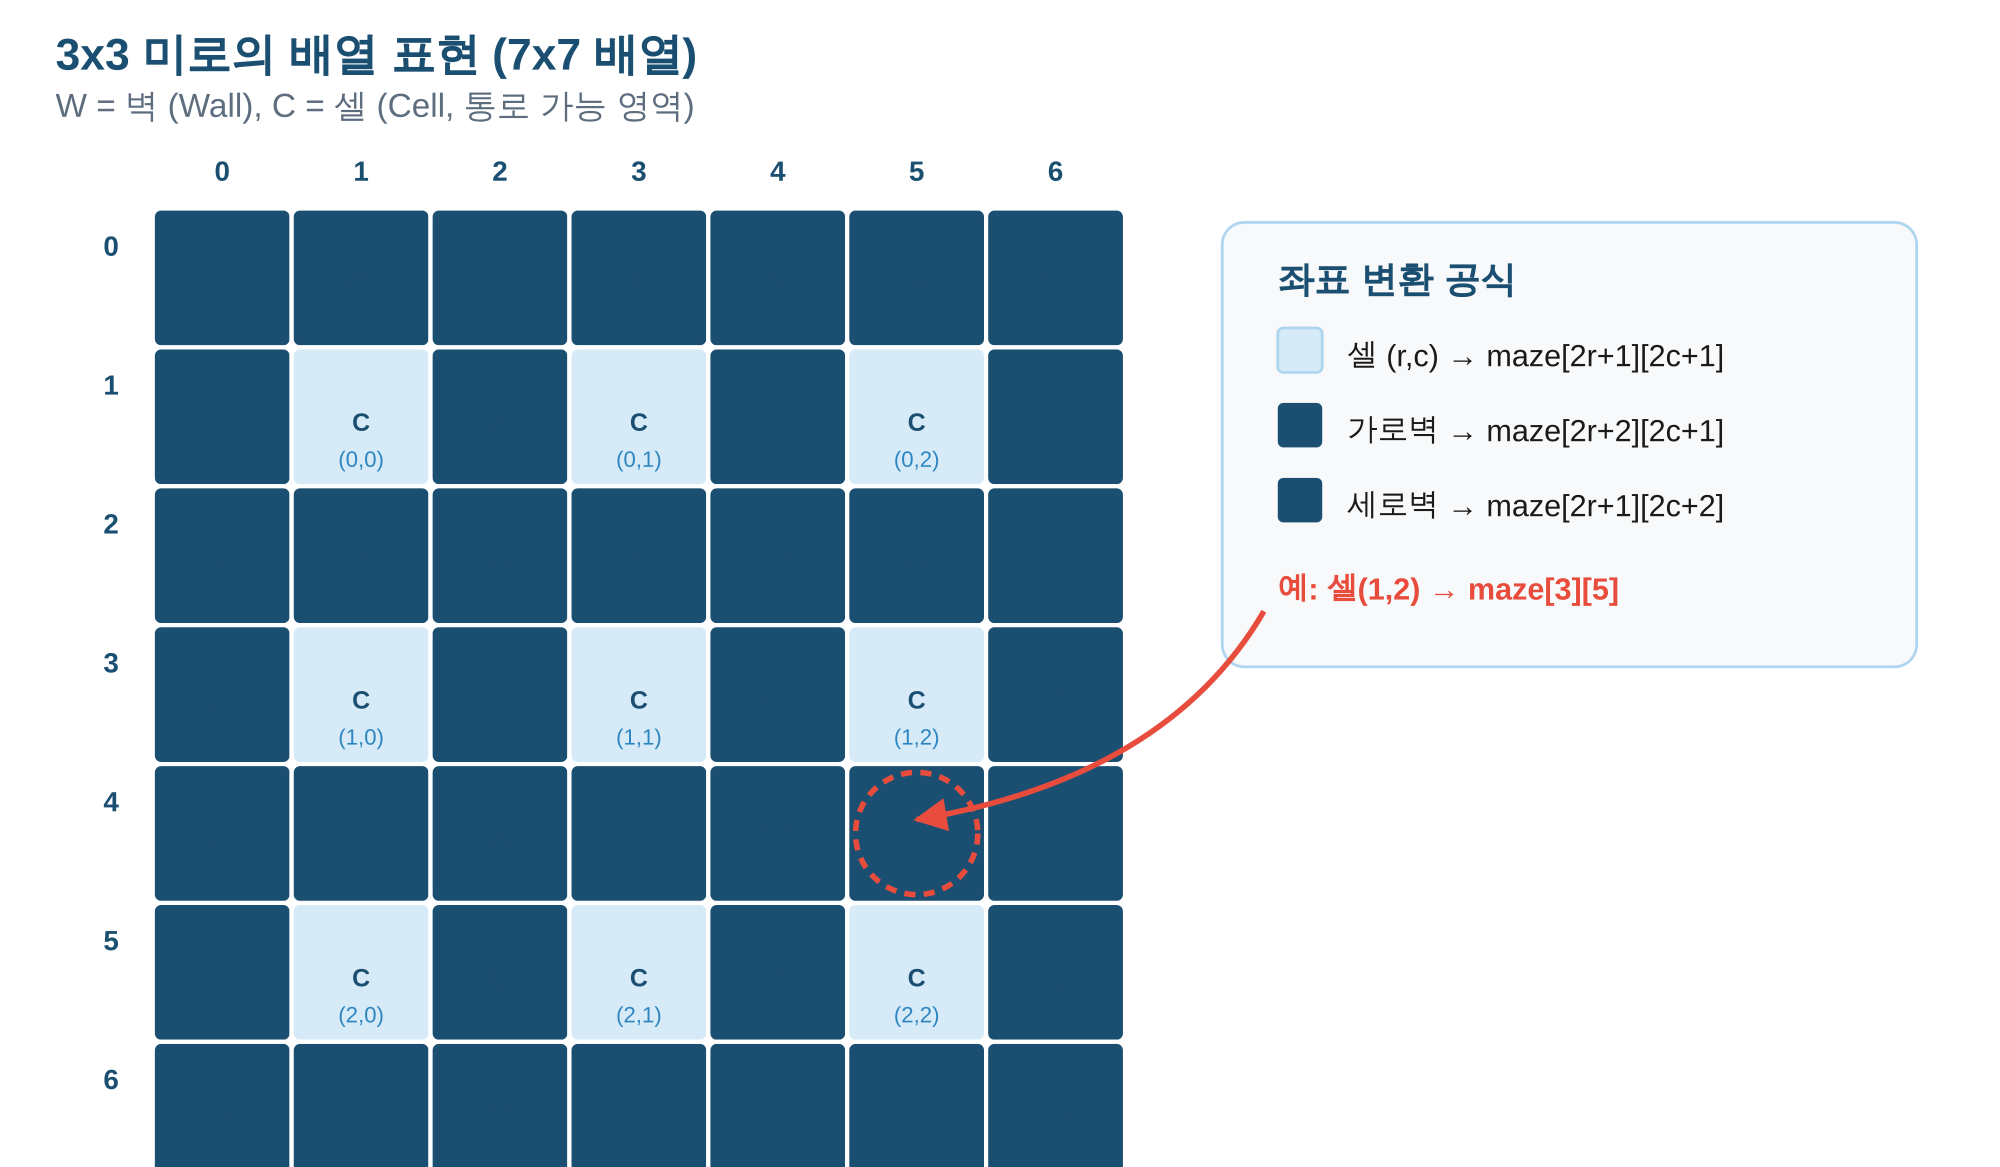 3x3 미로의 배열 표현 (7x7 배열)
W = 벽 (Wall), C = 셀 (Cell, 통로 가능 영역)
0 1 2 3 4 5 6
0
1
C C C
(0,0) (0,1) (0,2)
2
3
C C C
(1,0) (1,1) (1,2)
4
5
C C C
(2,0) (2,1) (2,2)
6
좌표 변환 공식
셀 (r,c) → maze[2r+1][2c+1]
가로벽 → maze[2r+2][2c+1]
세로벽 → maze[2r+1][2c+2]
예: 셀(1,2) → maze[3][5]